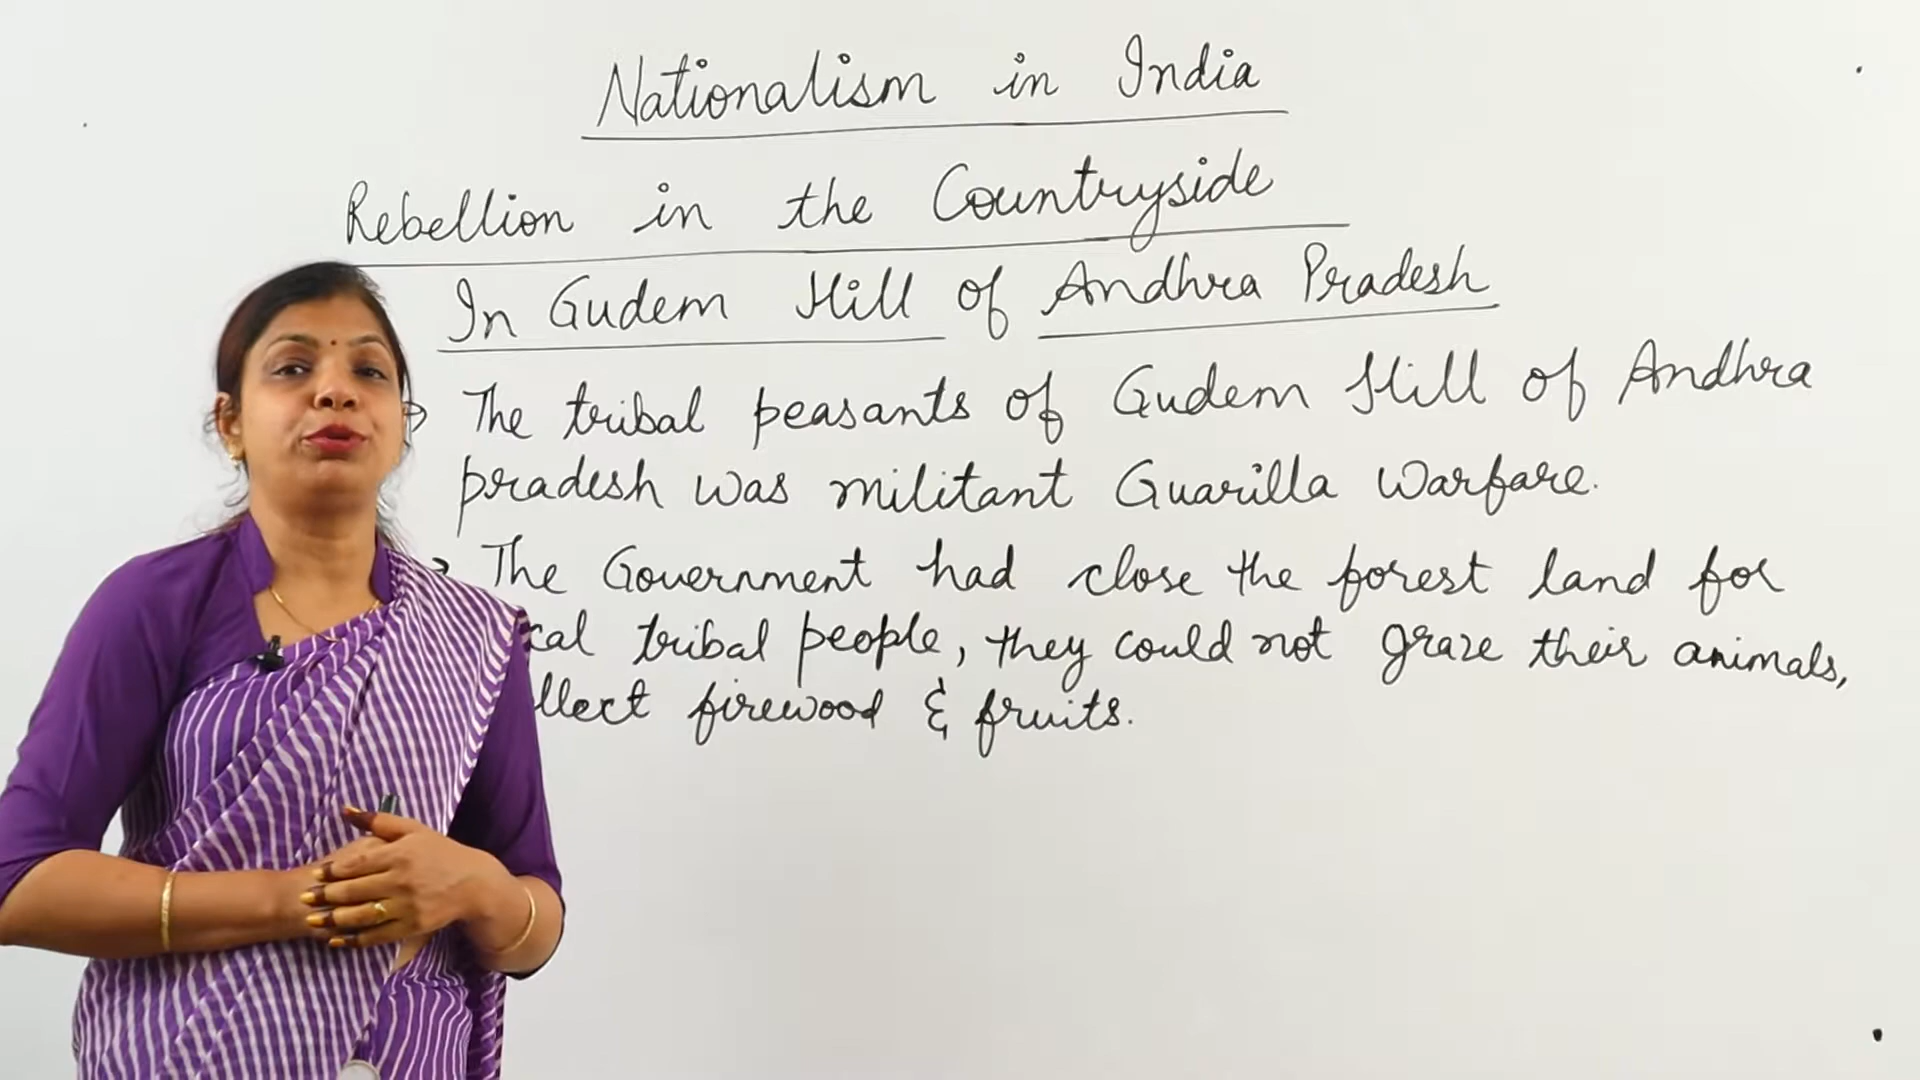 Nationalism in India
Rebellion in the Countryside
In Gudem Hill of Andhra Pradesh
The tribal peasants of Gudem Hill of Andhra
pradesh was militant Guarilla Warfare.
→ The Government had close the forest land for
cal tribal people, they could not graze their animals,
llect firewood & fruits.